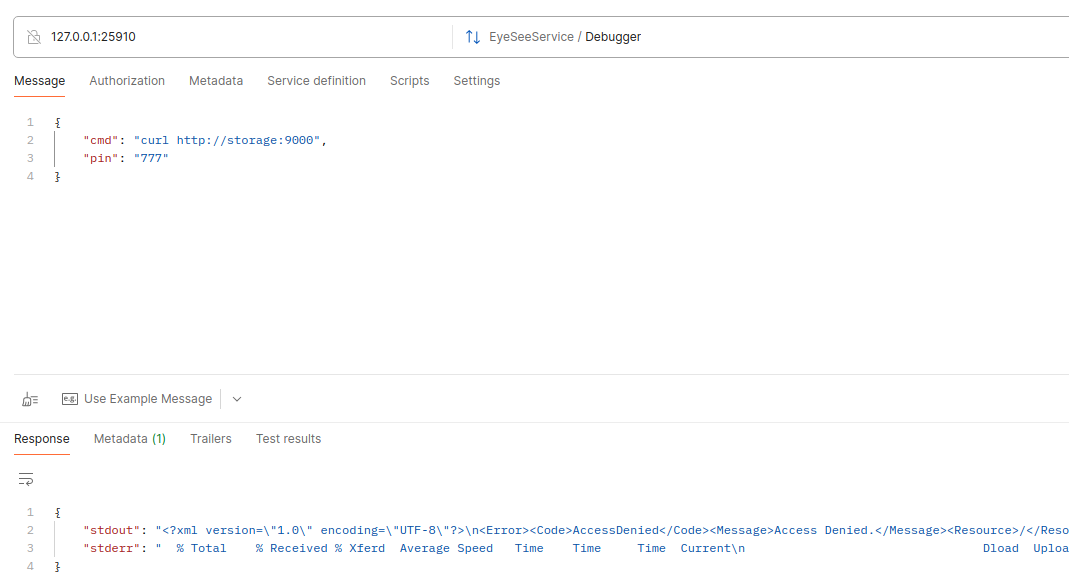 127.0.0.1:25910 EyeSeeService / Debugger
Message Authorization Metadata Service definition Scripts Settings
1 {
2 "cmd": "curl http://storage:9000",
3 "pin": "777"
4 }
e.g. Use Example Message
Response Metadata (1) Trailers Test results
1 {
2 "stdout": "<?xml version=\"1.0\" encoding=\"UTF-8\"?>\n<Error><Code>AccessDenied</Code><Message>Access Denied.</Message><Resource>/</Reso
3 "stderr": " % Total % Received % Xferd Average Speed Time Time Time Current\n Dload Uploa
4 }